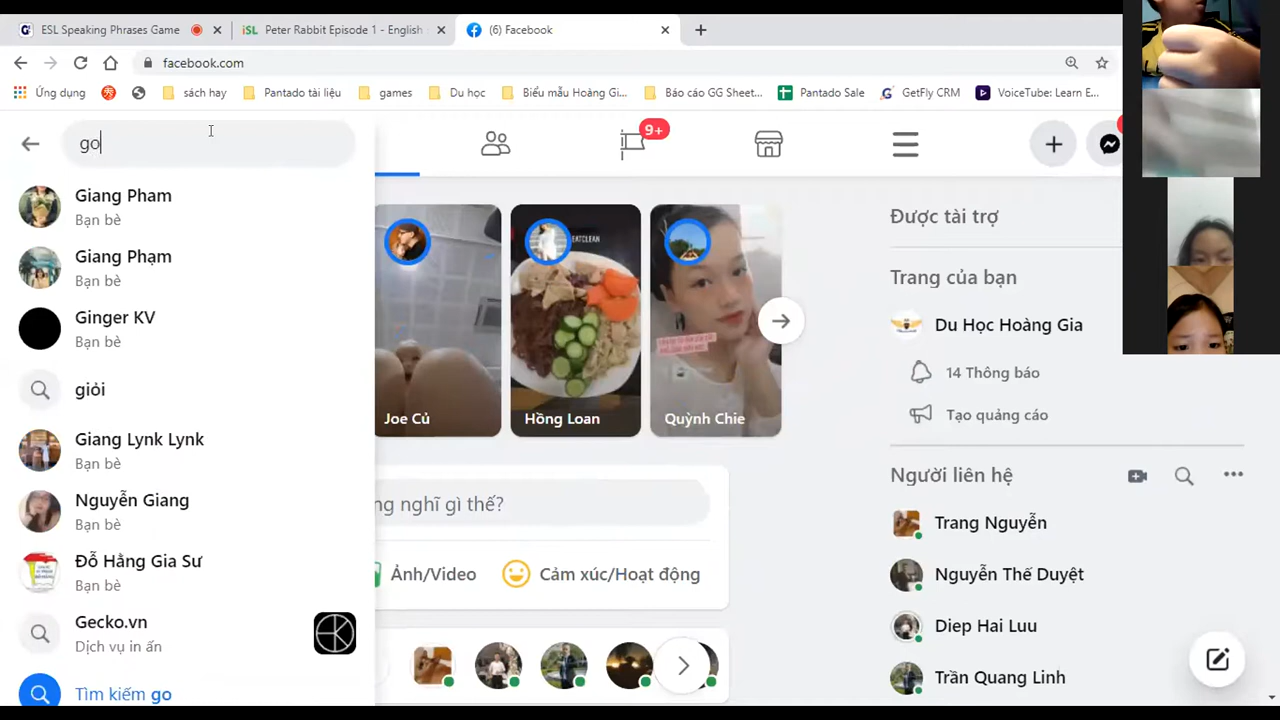 ESL Speaking Phrases Game
iSL Peter Rabbit Episode 1 - English
(6) Facebook
facebook.com
Ứng dụng
sách hay
Pantado tài liệu
games
Du học
Biểu mẫu Hoàng Gi...
Báo cáo GG Sheet...
Pantado Sale
GetFly CRM
VoiceTube: Learn E...
go
9+
Giang Pham
Bạn bè
Giang Phạm
Bạn bè
Ginger KV
Bạn bè
giỏi
Giang Lynk Lynk
Bạn bè
Nguyễn Giang
Bạn bè
Đỗ Hằng Gia Sư
Bạn bè
Gecko.vn
Dịch vụ in ấn
Tìm kiếm go
Joe Củ
EATCLEAN
Hồng Loan
Quỳnh Chie
ng nghĩ gì thế?
Ảnh/Video
Cảm xúc/Hoạt động
Được tài trợ
Trang của bạn
Du Học Hoàng Gia
14 Thông báo
Tạo quảng cáo
Người liên hệ
Trang Nguyễn
Nguyễn Thế Duyệt
Diep Hai Luu
Trần Quang Linh